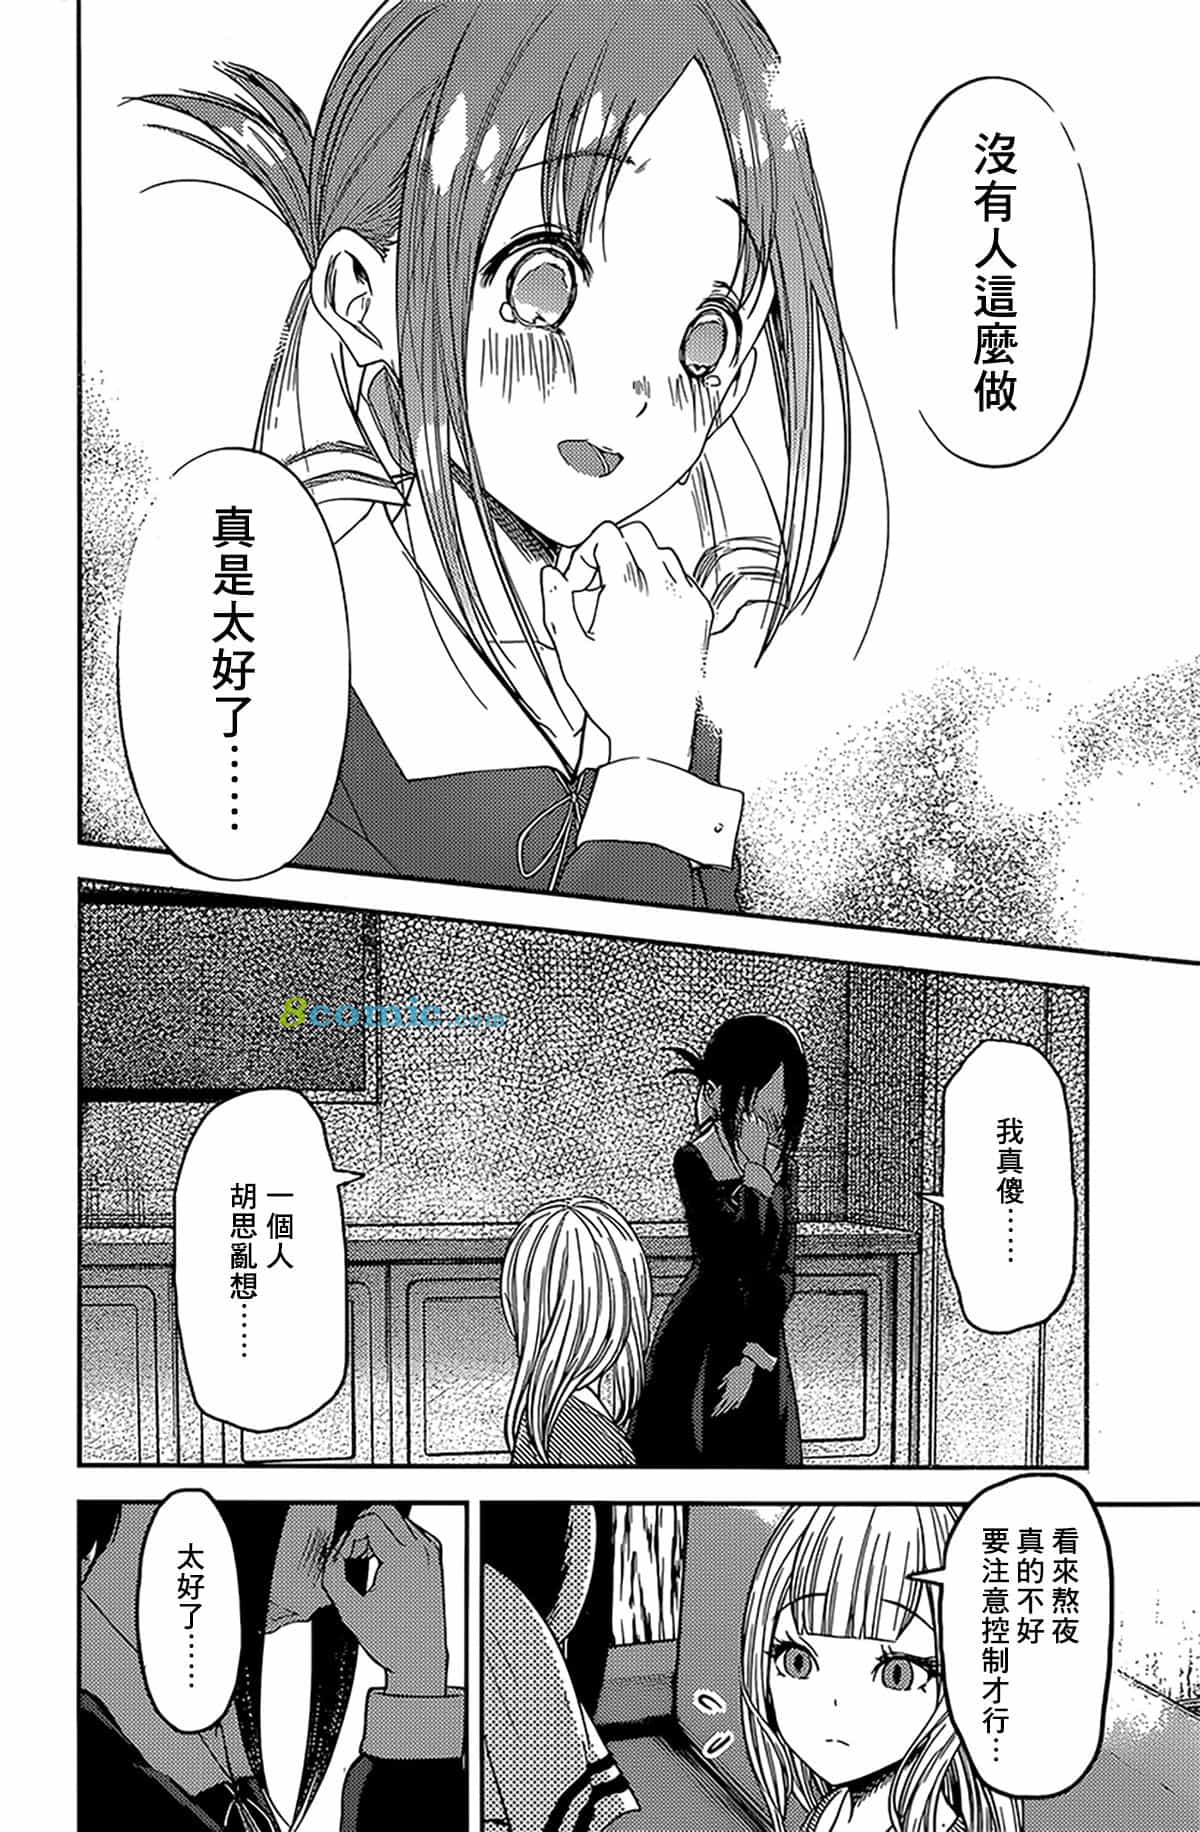 沒有人這麼做
真是太好了……
我真傻……
一個人
胡思亂想……
8comic.com
看來熬夜
真的不好
要注意控制才行…
太好了……